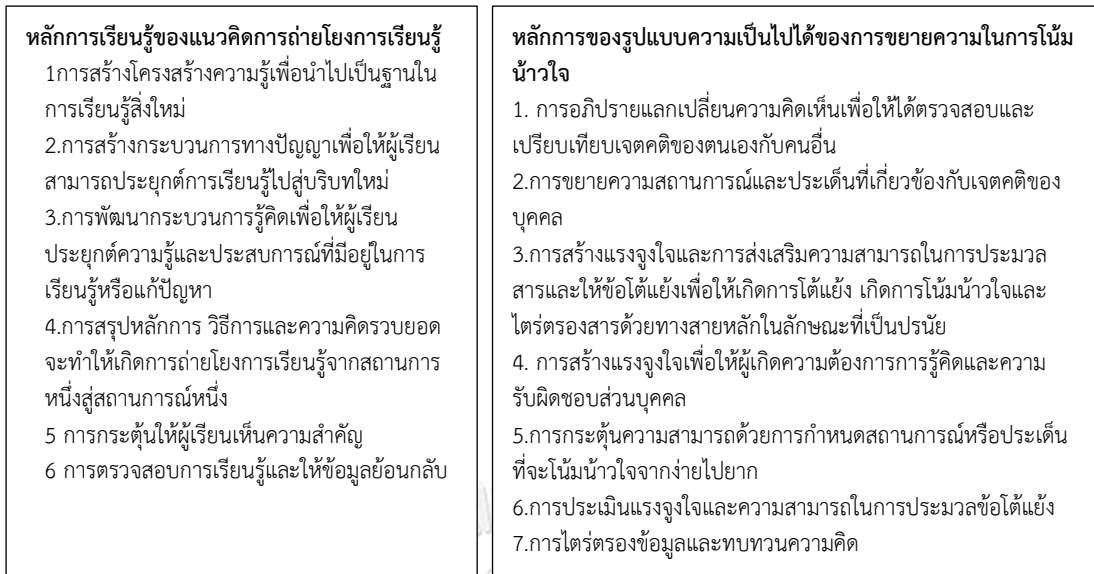 หลักการเรียนรู้ของแนวคิดการถ่ายโยงการเรียนรู้
1การสร้างโครงสร้างความรู้เพื่อนำไปเป็นฐานใน
การเรียนรู้สิ่งใหม่
2.การสร้างกระบวนการทางปัญญาเพื่อให้ผู้เรียน
สามารถประยุกต์การเรียนรู้ไปสู่บริบทใหม่
3.การพัฒนากระบวนการรู้คิดเพื่อให้ผู้เรียน
ประยุกต์ความรู้และประสบการณ์ที่มีอยู่ในการ
เรียนรู้หรือแก้ปัญหา
4.การสรุปหลักการ วิธีการและความคิดรวบยอด
จะทำให้เกิดการถ่ายโยงการเรียนรู้จากสถานการ
หนึ่งสู่สถานการณ์หนึ่ง
5 การกระตุ้นให้ผู้เรียนเห็นความสำคัญ
6 การตรวจสอบการเรียนรู้และให้ข้อมูลย้อนกลับ
หลักการของรูปแบบความเป็นไปได้ของการขยายความในการโน้ม
น้าวใจ
1. การอภิปรายแลกเปลี่ยนความคิดเห็นเพื่อให้ได้ตรวจสอบและ
เปรียบเทียบเจตคติของตนเองกับคนอื่น
2.การขยายความสถานการณ์และประเด็นที่เกี่ยวข้องกับเจตคติของ
บุคคล
3.การสร้างแรงจูงใจและการส่งเสริมความสามารถในการประมวล
สารและให้ข้อโต้แย้งเพื่อให้เกิดการโต้แย้ง เกิดการโน้มน้าวใจและ
ไตร่ตรองสารด้วยทางสายหลักในลักษณะที่เป็นปรนัย
4. การสร้างแรงจูงใจเพื่อให้ผู้เกิดความต้องการการรู้คิดและความ
รับผิดชอบส่วนบุคคล
5.การกระตุ้นความสามารถด้วยการกำหนดสถานการณ์หรือประเด็น
ที่จะโน้มน้าวใจจากง่ายไปยาก
6.การประเมินแรงจูงใจและความสามารถในการประมวลข้อโต้แย้ง
7.การไตร่ตรองข้อมูลและทบทวนความคิด